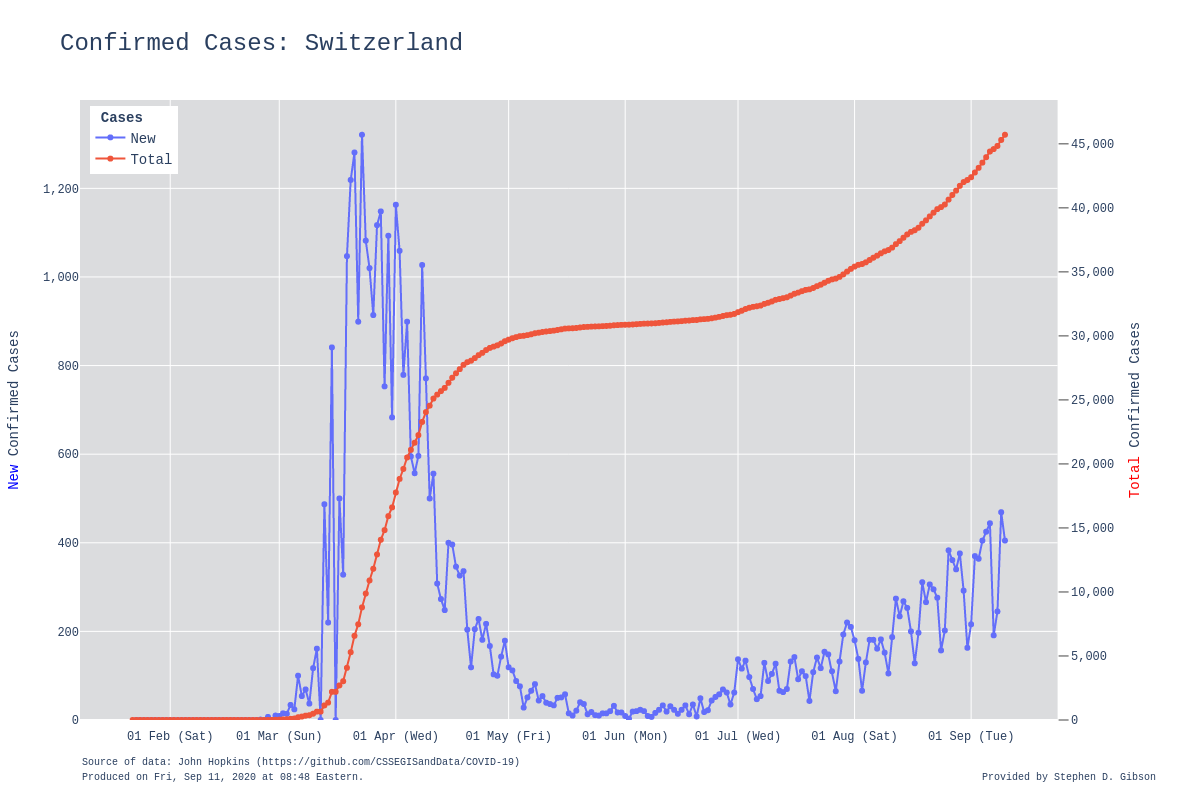 Confirmed Cases: Switzerland
Cases
New
Total
1,200
1,000
800
600
400
200
0
45,000
40,000
35,000
30,000
25,000
20,000
15,000
10,000
5,000
0
New Confirmed Cases
Total Confirmed Cases
01 Feb (Sat) 01 Mar (Sun) 01 Apr (Wed) 01 May (Fri) 01 Jun (Mon) 01 Jul (Wed) 01 Aug (Sat) 01 Sep (Tue)
Source of data: John Hopkins (https://github.com/CSSEGISandData/COVID-19)
Produced on Fri, Sep 11, 2020 at 08:48 Eastern.
Provided by Stephen D. Gibson